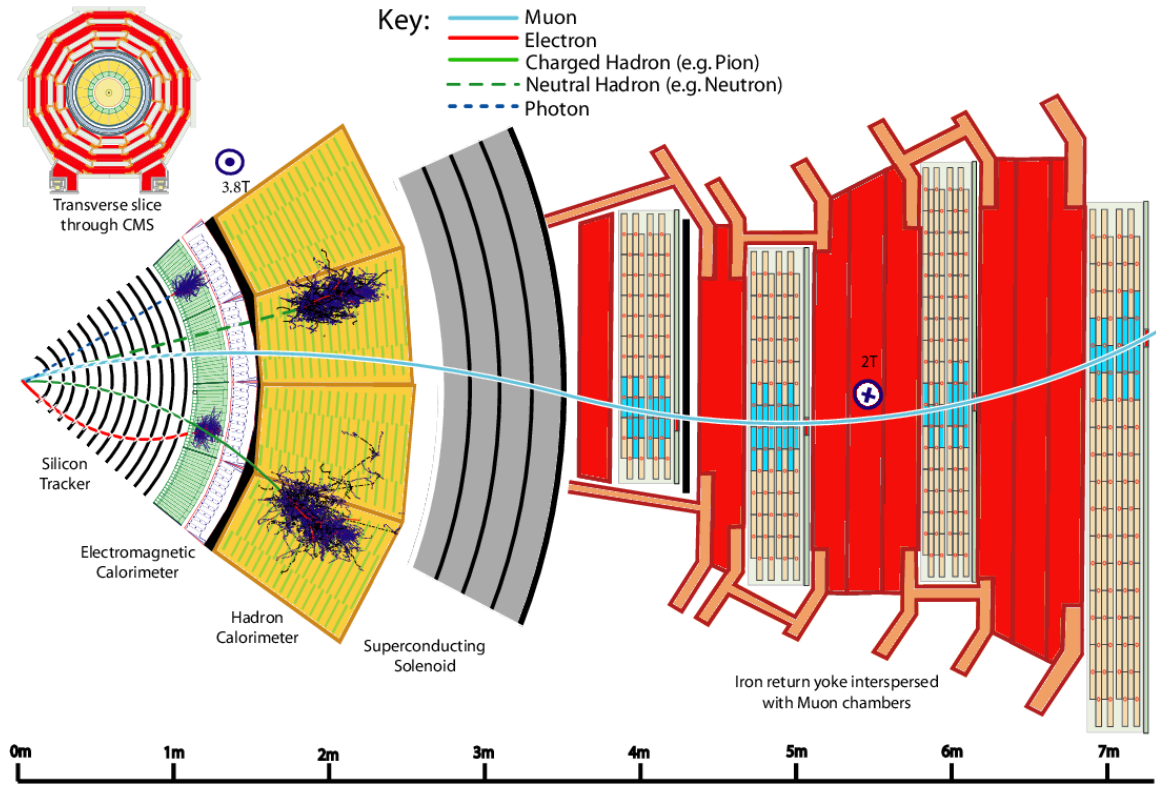 Key:
Muon
Electron
Charged Hadron (e.g. Pion)
Neutral Hadron (e.g. Neutron)
Photon
Transverse slice
through CMS
3.8T
2T
Silicon
Tracker
Electromagnetic
Calorimeter
Hadron
Calorimeter
Superconducting
Solenoid
Iron return yoke interspersed
with Muon chambers
0m
1m
2m
3m
4m
5m
6m
7m